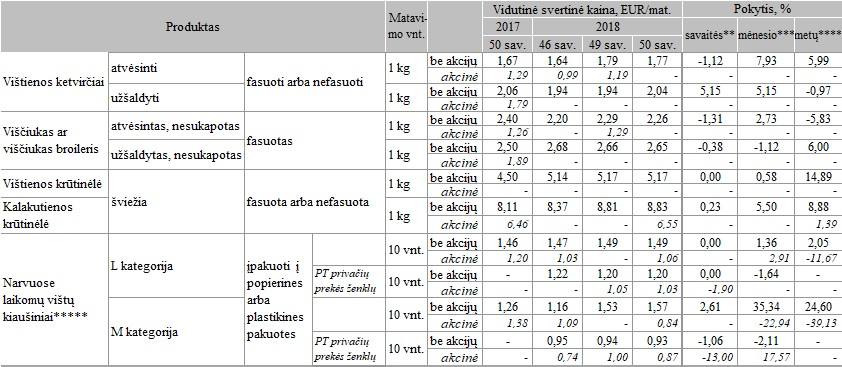 Produktas Matavi- mo vnt. Vidutinė svertinė kaina, EUR/mat. Pokytis, %
2017 2018 savaitės** mėnesio*** metų****
50 sav. 46 sav. 49 sav. 50 sav.
Vištienos ketvirčiai atvėsinti fasuoti arba nefasuoti 1 kg be akcijų 1,67 1,64 1,79 1,77 -1,12 7,93 5,99
akcinė 1,29 0,99 1,19 - - - -
užšaldyti 1 kg be akcijų 2,06 1,94 1,94 2,04 5,15 5,15 -0,97
akcinė 1,79 - - - - - -
Viščiukas ar viščiukas broileris atvėsintas, nesukapotas fasuotas 1 kg be akcijų 2,40 2,20 2,29 2,26 -1,31 2,73 -5,83
akcinė 1,26 - 1,29 - - - -
užšaldytas, nesukapotas 1 kg be akcijų 2,50 2,68 2,66 2,65 -0,38 -1,12 6,00
akcinė 1,89 - - - - - -
Vištienos krūtinėlė šviežia fasuota arba nefasuota 1 kg be akcijų 4,50 5,14 5,17 5,17 0,00 0,58 14,89
akcinė - - - - - - -
Kalakutienos krūtinėlė 1 kg be akcijų 8,11 8,37 8,81 8,83 0,23 5,50 8,88
akcinė 6,46 - - 6,55 - - 1,39
Narvuose laikomų vištų kiaušiniai***** L kategorija įpakuoti į popierines arba plastikines pakuotes 10 vnt. be akcijų 1,46 1,47 1,49 1,49 0,00 1,36 2,05
akcinė 1,20 1,03 - 1,06 - 2,91 -11,67
PT privačių prekės ženklų 10 vnt. be akcijų - 1,22 1,20 1,20 0,00 -1,64 -
akcinė - - 1,05 1,03 -1,90 - -
M kategorija 10 vnt. be akcijų 1,26 1,16 1,53 1,57 2,61 35,34 24,60
akcinė 1,38 1,09 - 0,84 - -22,94 -39,13
PT privačių prekės ženklų 10 vnt. be akcijų - 0,95 0,94 0,93 -1,06 -2,11 -
akcinė - 0,74 1,00 0,87 -13,00 17,57 -